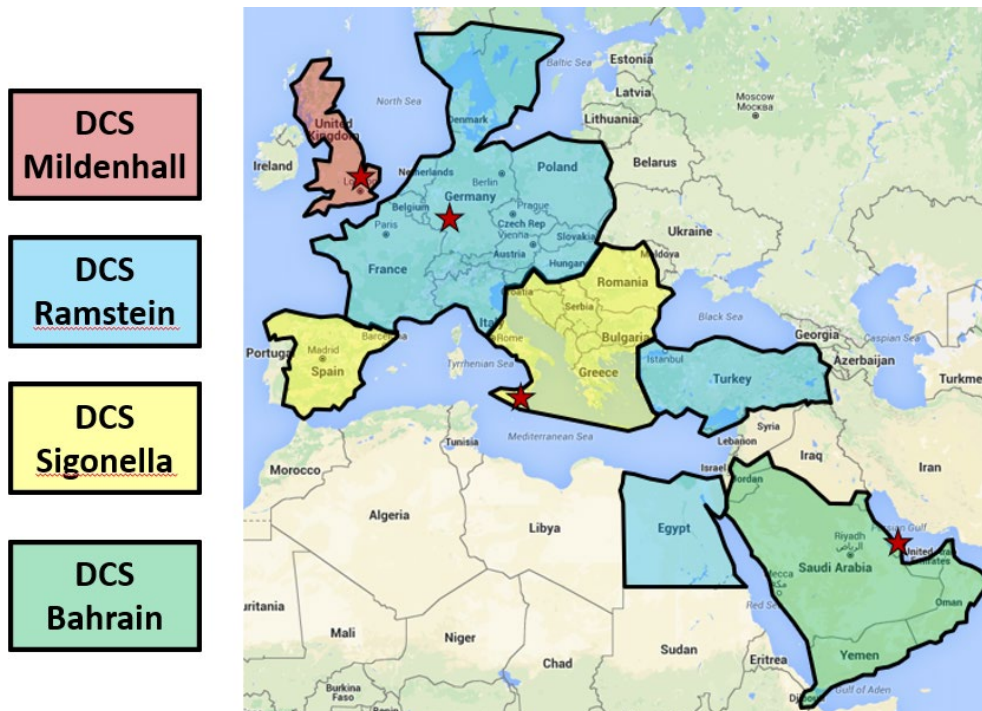 DCS
Mildenhall
DCS
Ramstein
DCS
Sigonella
DCS
Bahrain
Baltic Sea
Estonia
Latvia
Lithuania
Moscow
Москва
North Sea
Denmark
United
Kingdom
Ireland
Belarus
Netherlands
Berlin
Poland
Germany
Belgium
Prague
Czech Rep
Paris
Vienna
Slovakia
Ukraine
Austria
Hungary
Moldova
France
Romania
Serbia
Italy
Rome
Bulgaria
Black Sea
Georgia
Caspian Sea
Azerbaijan
Portugal
Madrid
Spain
Tyrrhenian Sea
Istanbul
Greece
Turkey
Turkme
Mediterranean Sea
Tunisia
Syria
Lebanon
Iraq
Iran
Morocco
Israel
Jordan
Algeria
Libya
Egypt
Persian Gulf
Riyadh
الرياض
Saudi Arabia
United
Emirates
Mecca
مكة
Red Sea
Oman
uritania
Mali
Niger
Chad
Sudan
Eritrea
Yemen
Burkina
Faso
Gulf of Aden